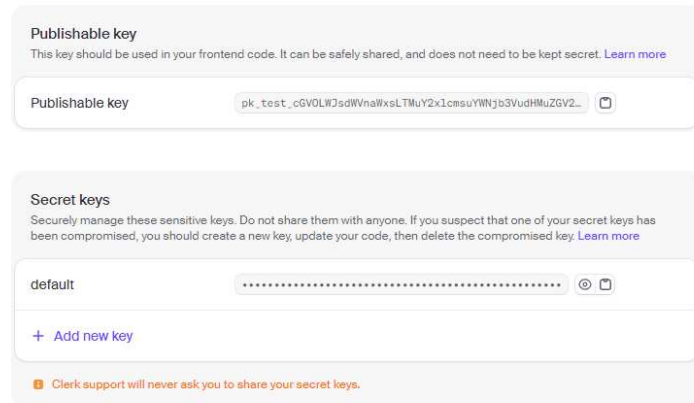 Publishable key
This key should be used in your frontend code. It can be safely shared, and does not need to be kept secret. Learn more
Publishable key pk_test_cGVOLWJsdWVnaWxsLTMuY2xlcmsuYWNjb3VudHMuZGV2…
Secret keys
Securely manage these sensitive keys. Do not share them with anyone. If you suspect that one of your secret keys has
been compromised, you should create a new key, update your code, then delete the compromised key. Learn more
default ••••••••••••••••••••••••••••••••••••••••••••••••••
+ Add new key
Clerk support will never ask you to share your secret keys.